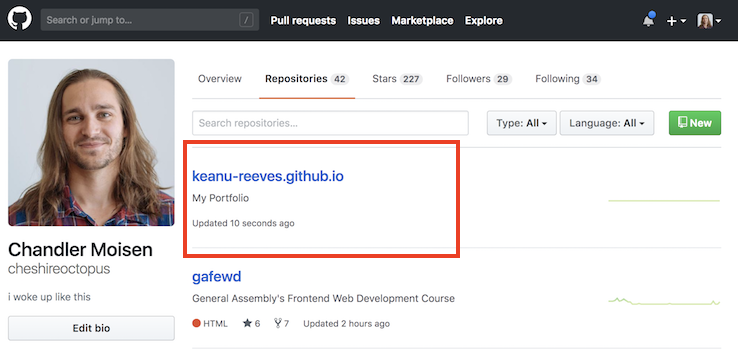 Search or jump to... /
Pull requests Issues Marketplace Explore
Overview Repositories 42 Stars 227 Followers 29 Following 34
Search repositories... Type: All Language: All New
keanu-reeves.github.io
My Portfolio
Updated 10 seconds ago
Chandler Moisen
cheshireoctopus
i woke up like this
Edit bio
gafewd
General Assembly's Frontend Web Development Course
HTML 6 7 Updated 2 hours ago